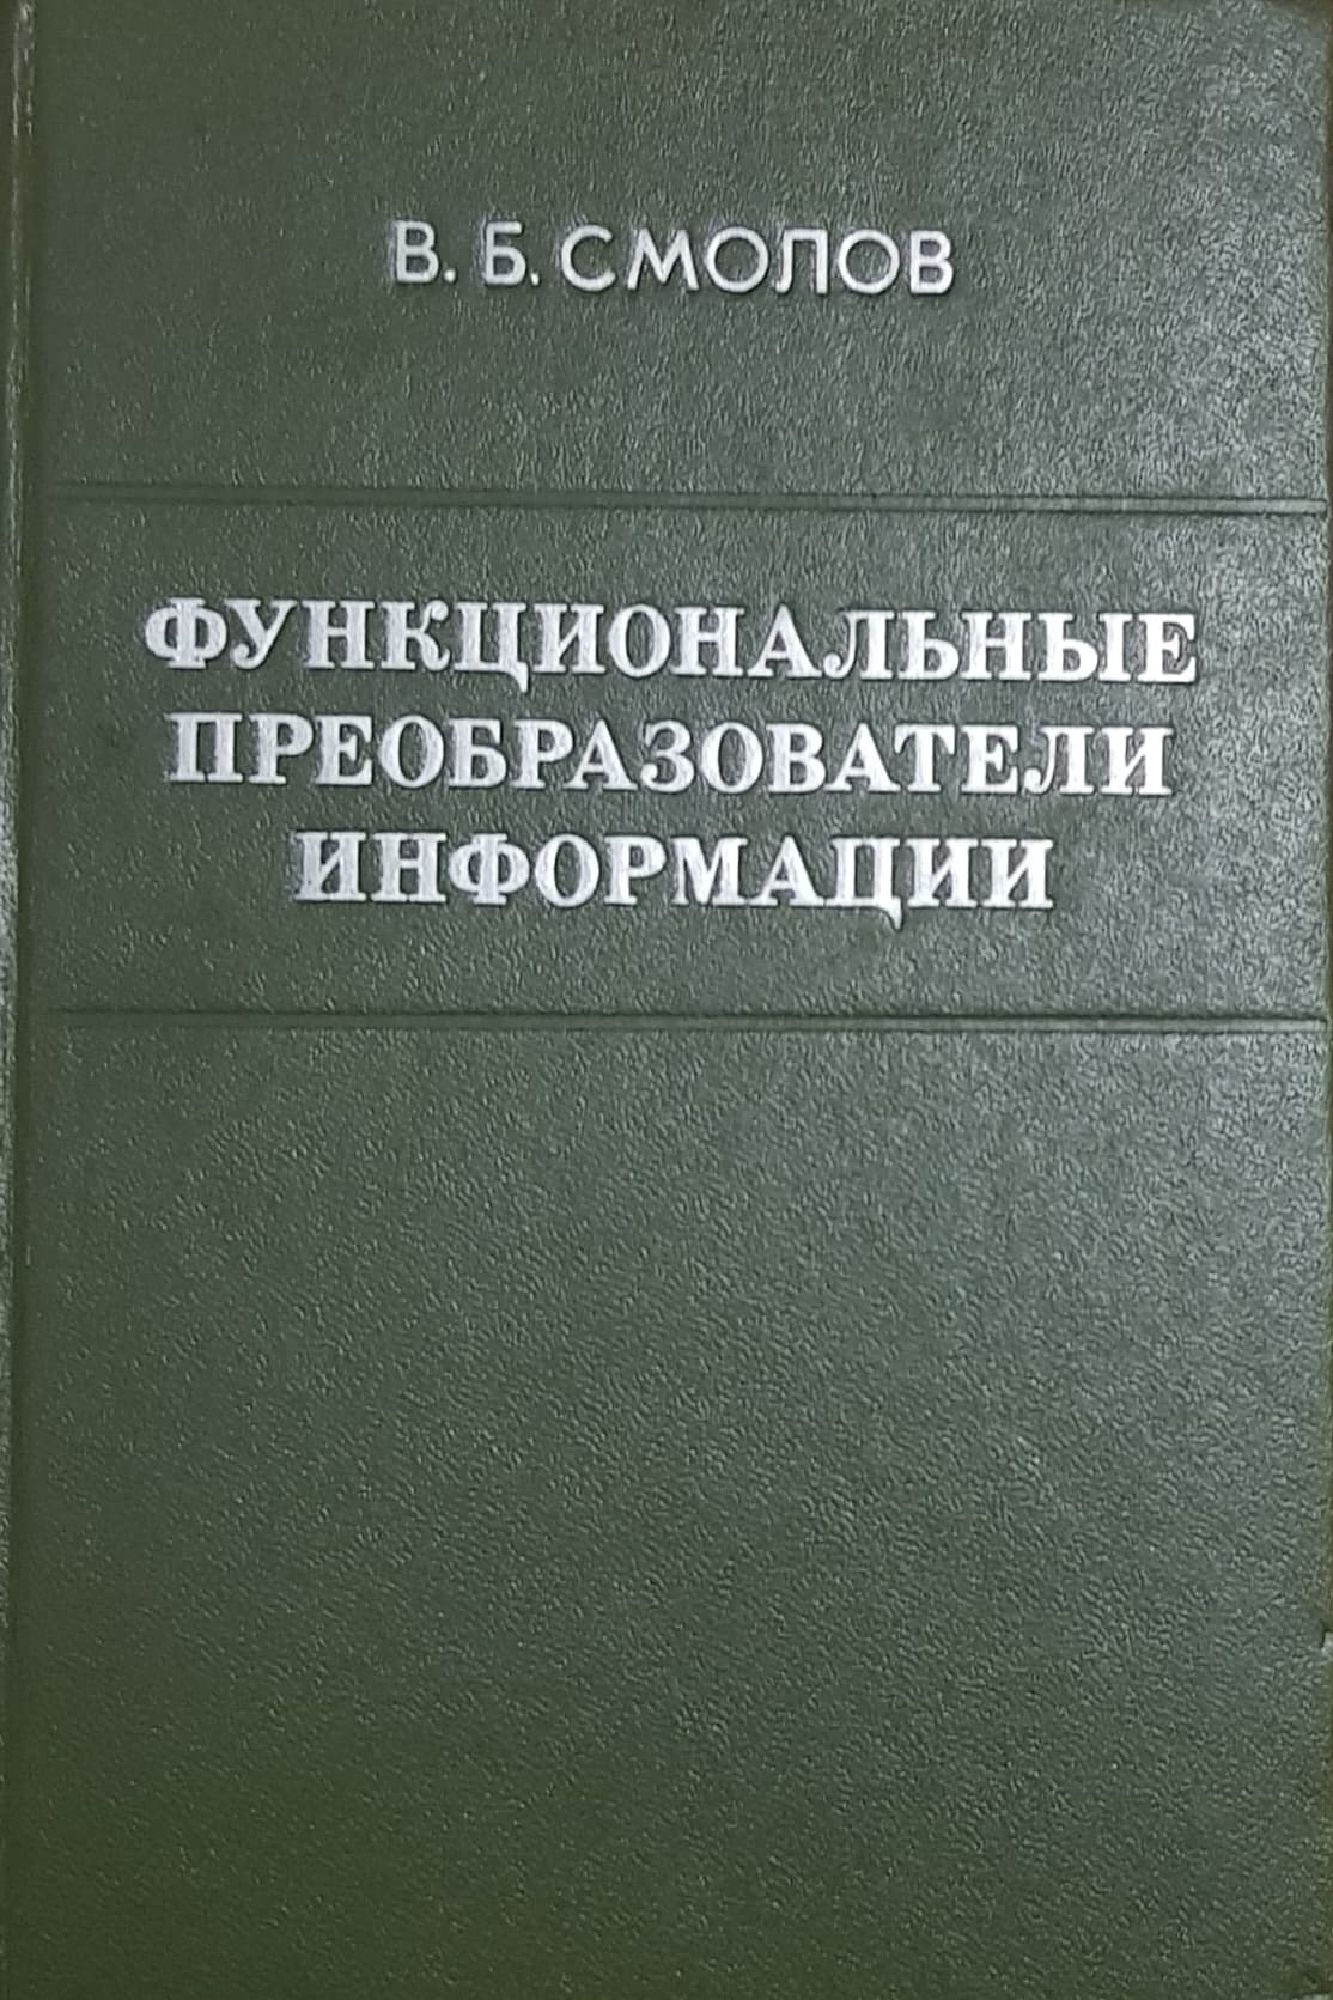 В. Б. СМОЛОВ
ФУНКЦИОНАЛЬНЫЕ
ПРЕОБРАЗОВАТЕЛИ
ИНФОРМАЦИИ